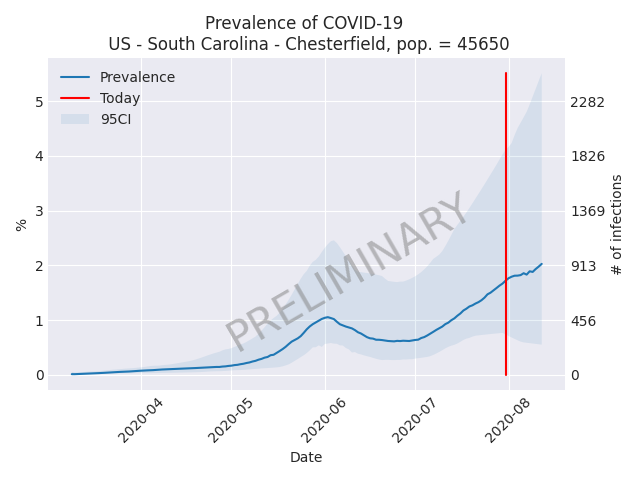 Prevalence of COVID-19
US - South Carolina - Chesterfield, pop. = 45650
Prevalence
Today
95CI
5
4
3
2
1
0
%
2282
1826
1369
913
456
0
# of infections
PRELIMINARY
2020-04
2020-05
2020-06
2020-07
2020-08
Date